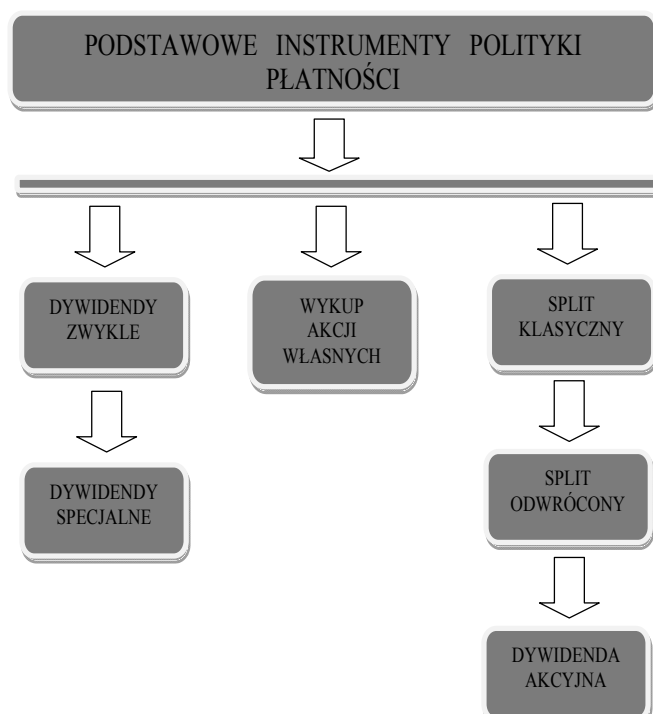 PODSTAWOWE INSTRUMENTY POLITYKI
PŁATNOŚCI
DYWIDENDY
ZWYKLE
WYKUP
AKCJI
WŁASNYCH
SPLIT
KLASYCZNY
DYWIDENDY
SPECJALNE
SPLIT
ODWRÓCONY
DYWIDENDA
AKCYJNA